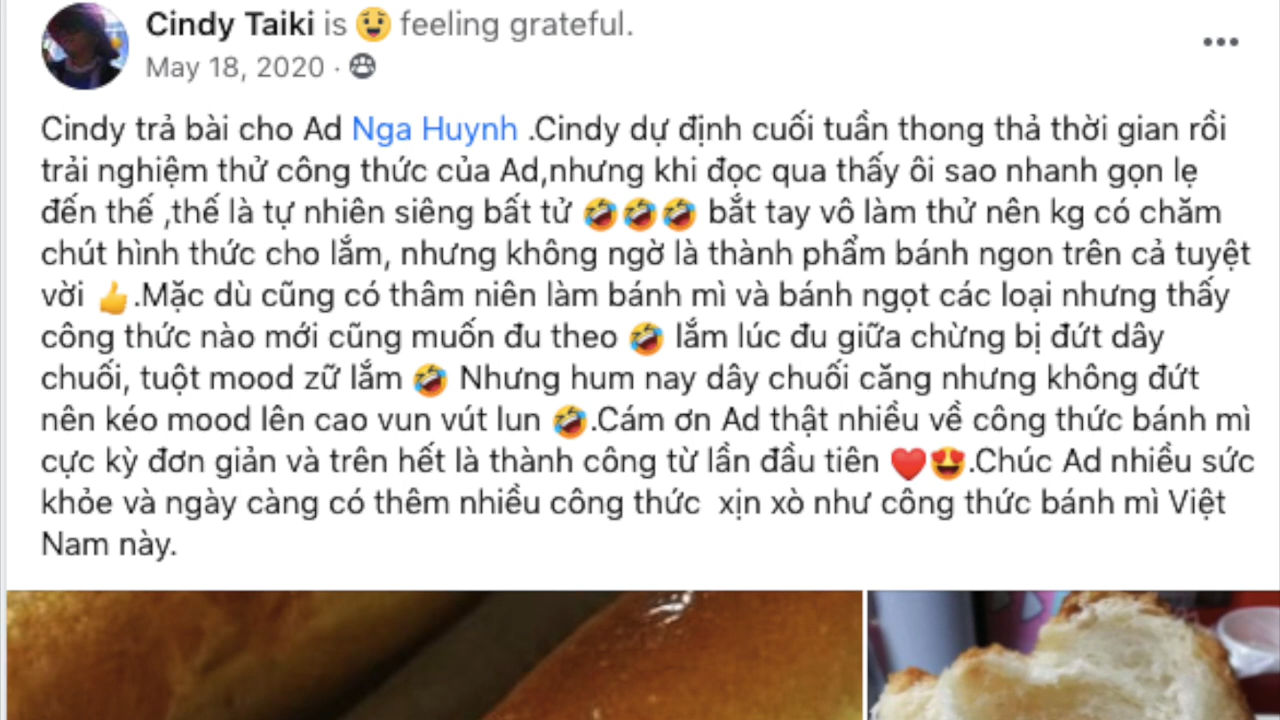 Cindy Taiki is 😲 feeling grateful.
May 18, 2020 ·
Cindy trả bài cho Ad Nga Huynh .Cindy dự định cuối tuần thong thả thời gian rồi
trải nghiệm thử công thức của Ad,nhưng khi đọc qua thấy ôi sao nhanh gọn lẹ
đến thế ,thế là tự nhiên siêng bất tử 🤣🤣🤣 bắt tay vô làm thử nên kg có chăm
chút hình thức cho lắm, nhưng không ngờ là thành phẩm bánh ngon trên cả tuyệt
vời 👍.Mặc dù cũng có thâm niên làm bánh mì và bánh ngọt các loại nhưng thấy
công thức nào mới cũng muốn đu theo 🤣 lắm lúc đu giữa chừng bị đứt dây
chuối, tuột mood zữ lắm 🤣 Nhưng hum nay dây chuối căng nhưng không đứt
nên kéo mood lên cao vun vút lun 🤣.Cám ơn Ad thật nhiều về công thức bánh mì
cực kỳ đơn giản và trên hết là thành công từ lần đầu tiên ❤️😍.Chúc Ad nhiều sức
khỏe và ngày càng có thêm nhiều công thức  xịn xò như công thức bánh mì Việt
Nam này.